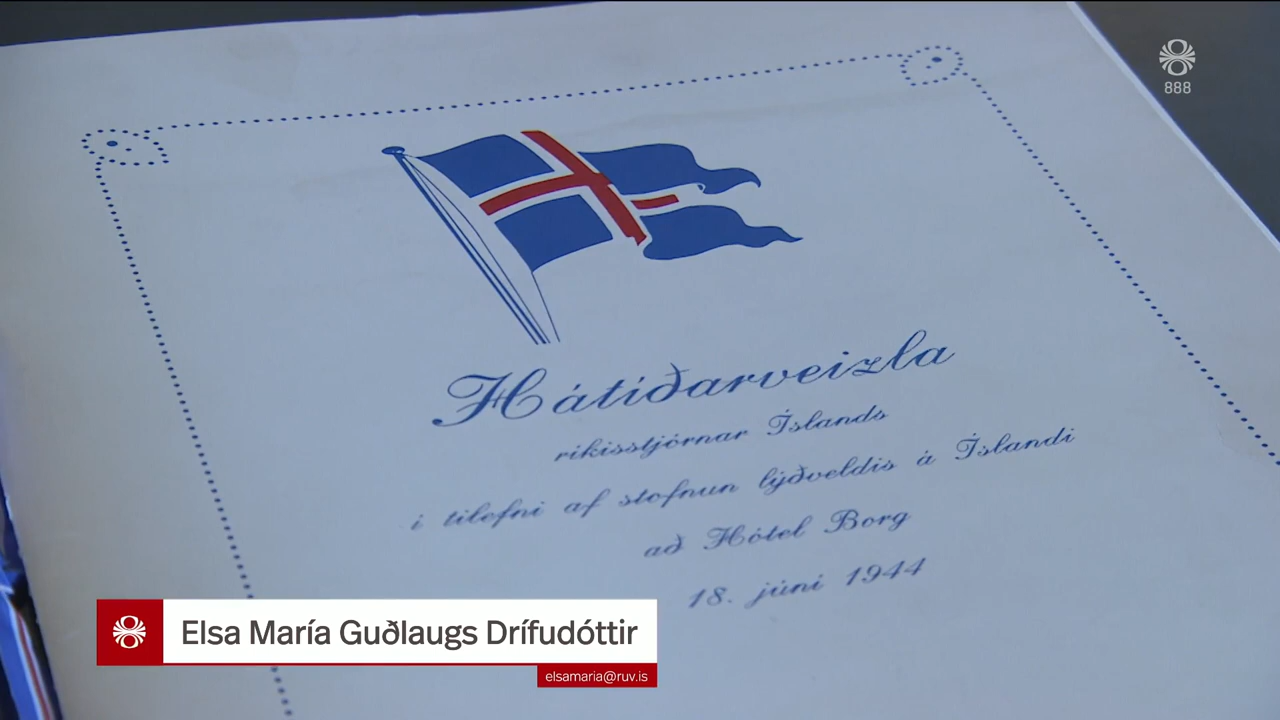 888
Hátíðarveizla
ríkisstjórnar Íslands
í tilefni af stofnun lýðveldis á Íslandi
að Hótel Borg
18. júní 1944
Elsa María Guðlaugs Drífudóttir
elsamaria@ruv.is